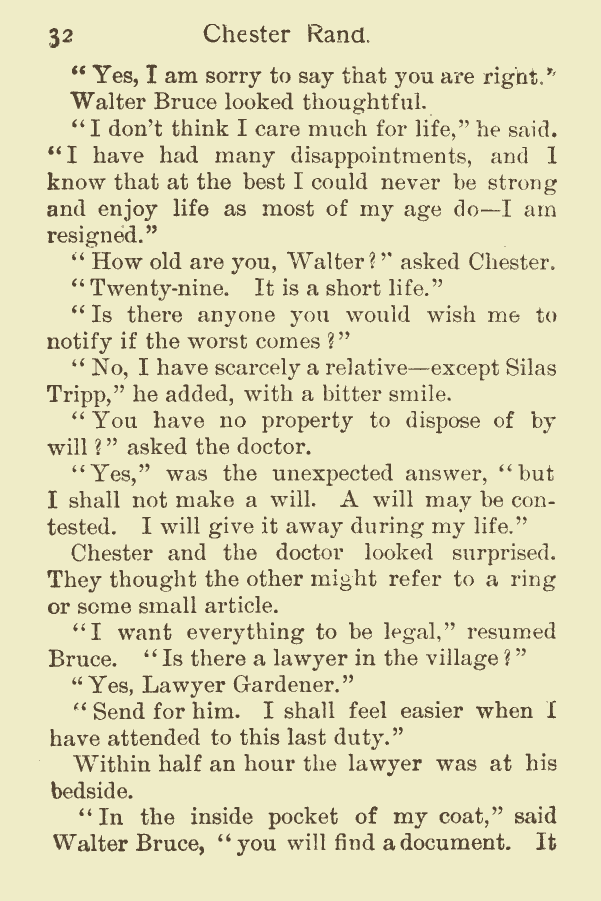 32 Chester Rand.
“Yes, I am sorry to say that you are right.”
Walter Bruce looked thoughtful.
“I don’t think I care much for life,” he said.
“I have had many disappointments, and I
know that at the best I could never be strong
and enjoy life as most of my age do—I am
resigned.”
“How old are you, Walter?” asked Chester.
“Twenty-nine. It is a short life.”
“Is there anyone you would wish me to
notify if the worst comes?”
“No, I have scarcely a relative—except Silas
Tripp,” he added, with a bitter smile.
“You have no property to dispose of by
will?” asked the doctor.
“Yes,” was the unexpected answer, “but
I shall not make a will. A will may be con-
tested. I will give it away during my life.”
Chester and the doctor looked surprised.
They thought the other might refer to a ring
or some small article.
“I want everything to be legal,” resumed
Bruce. “Is there a lawyer in the village?”
“Yes, Lawyer Gardener.”
“Send for him. I shall feel easier when I
have attended to this last duty.”
Within half an hour the lawyer was at his
bedside.
“In the inside pocket of my coat,” said
Walter Bruce, “you will find a document. It